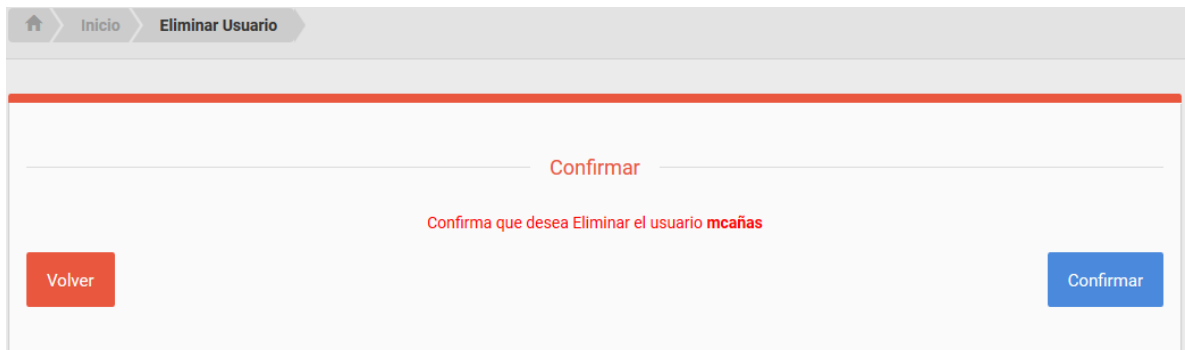 Inicio Eliminar Usuario
Confirmar
Confirma que desea Eliminar el usuario mcañas
Volver Confirmar